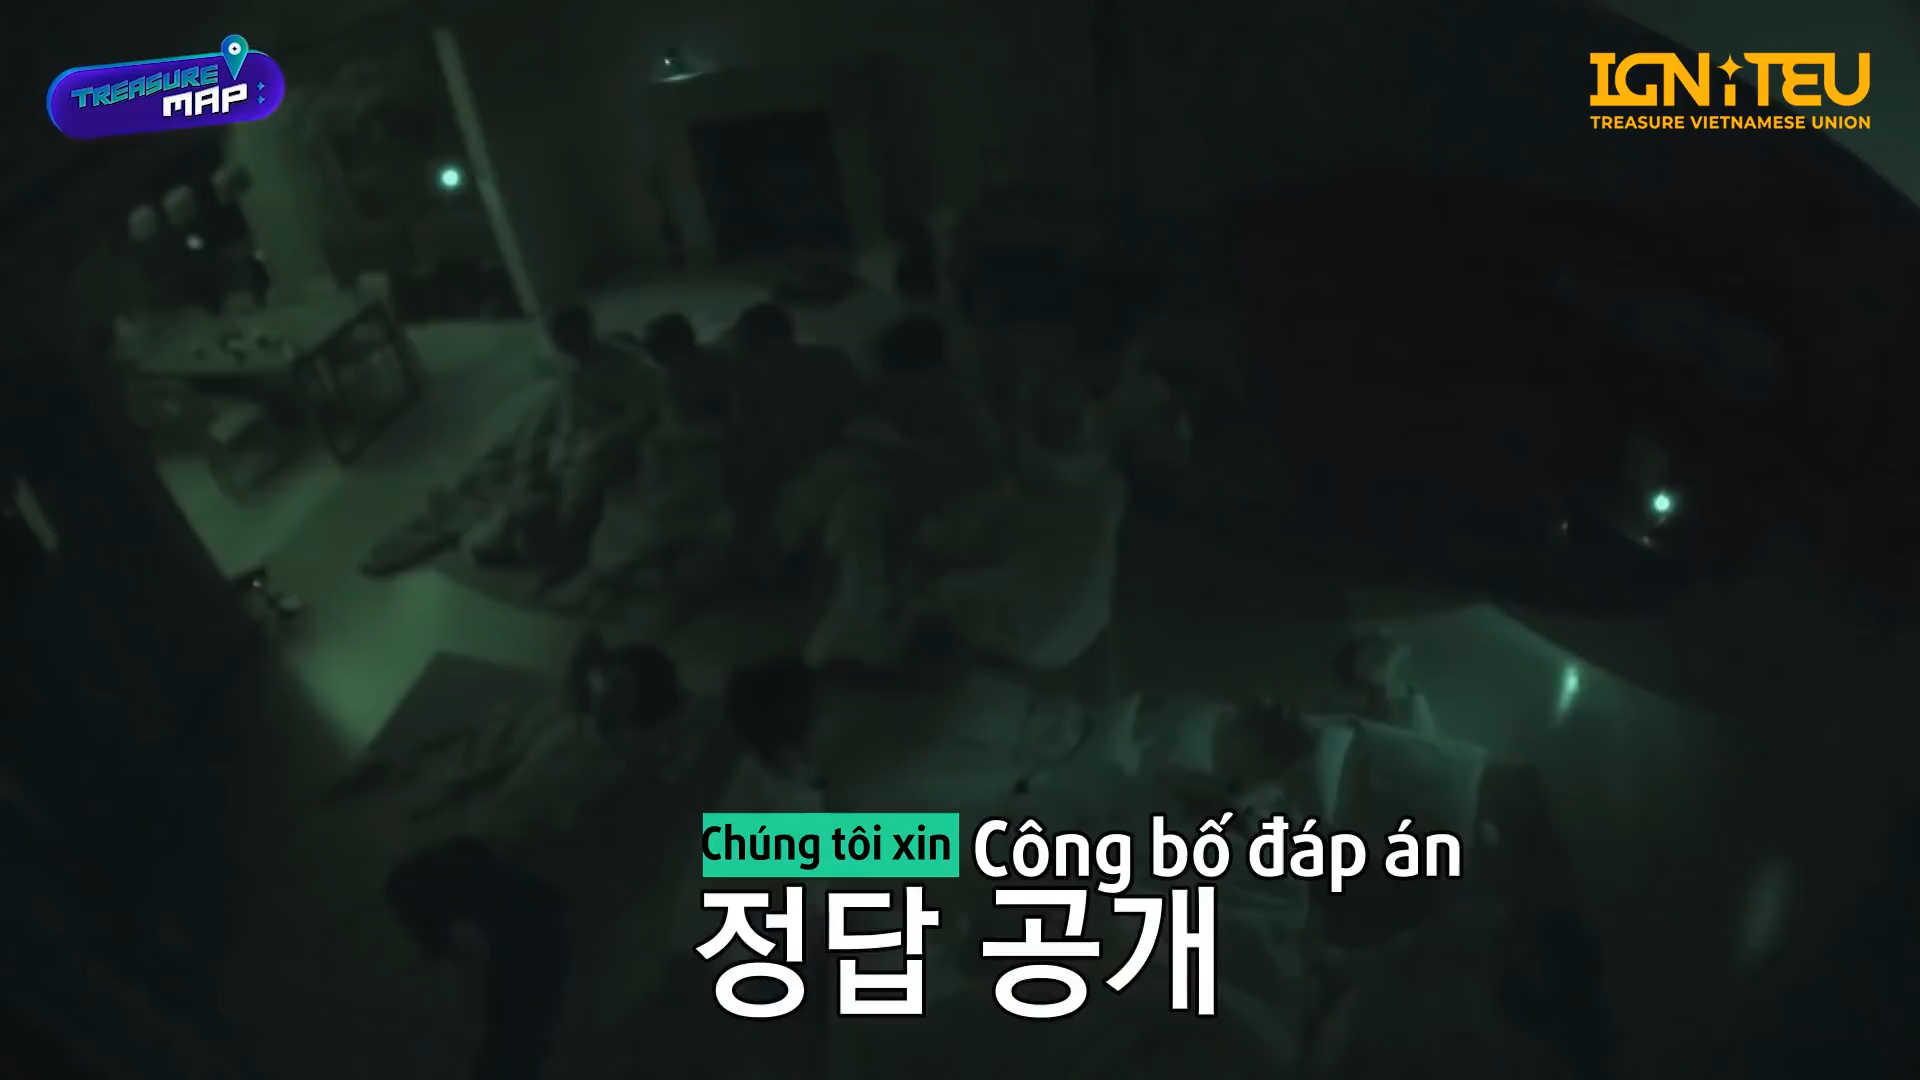 TREASURE
MAP
IGNITEU
TREASURE VIETNAMESE UNION
Chúng tôi xin Công bố đáp án
정답 공개